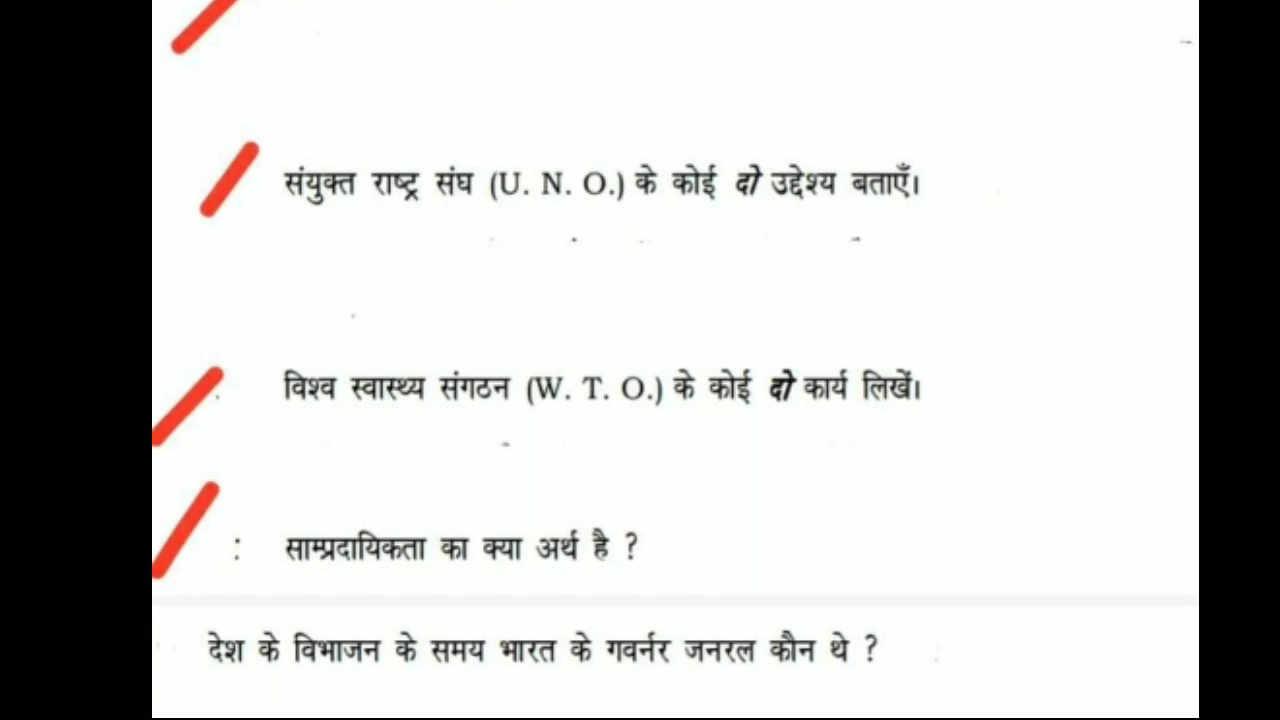 संयुक्त राष्ट्र संघ (U. N. O.) के कोई दो उद्देश्य बताएँ।
विश्व स्वास्थ्य संगठन (W. T. O.) के कोई दो कार्य लिखें।
: साम्प्रदायिकता का क्या अर्थ है ?
देश के विभाजन के समय भारत के गवर्नर जनरल कौन थे ?